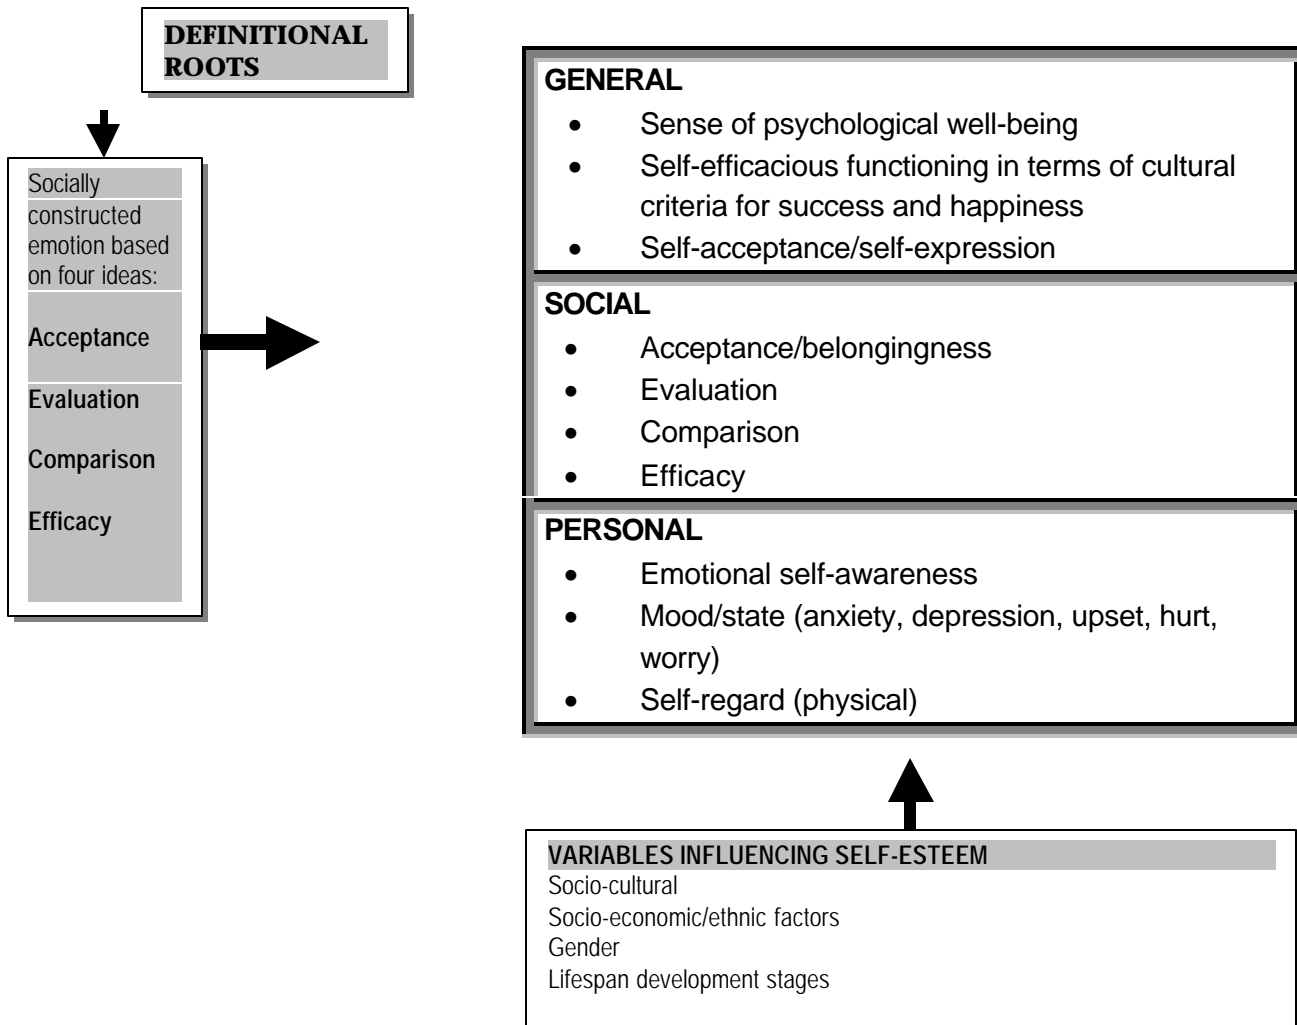 DEFINITIONAL
ROOTS
Socially
constructed
emotion based
on four ideas:
Acceptance
Evaluation
Comparison
Efficacy
GENERAL
• Sense of psychological well-being
• Self-efficacious functioning in terms of cultural
criteria for success and happiness
• Self-acceptance/self-expression
SOCIAL
• Acceptance/belongingness
• Evaluation
• Comparison
• Efficacy
PERSONAL
• Emotional self-awareness
• Mood/state (anxiety, depression, upset, hurt,
worry)
• Self-regard (physical)
VARIABLES INFLUENCING SELF-ESTEEM
Socio-cultural
Socio-economic/ethnic factors
Gender
Lifespan development stages